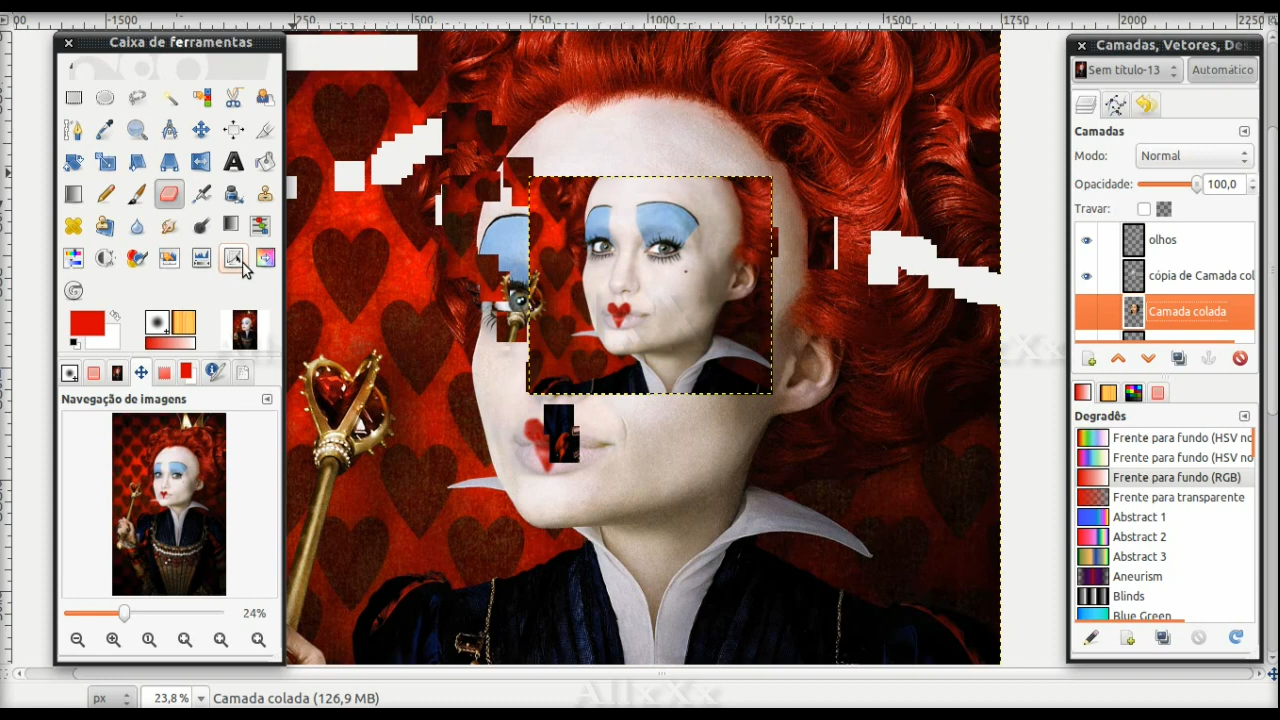 00
-1500
250
500
750
1000
1250
1500
1750
2000
2250
Caixa de ferramentas
Navegação de imagens
24%
Camadas, Vetores, De
Sem título-13
Automático
Camadas
Modo: Normal
Opacidade: 100,0
Travar:
olhos
cópia de Camada col
Camada colada
Degradês
Frente para fundo (HSV no
Frente para fundo (HSV no
Frente para fundo (RGB)
Frente para transparente
Abstract 1
Abstract 2
Abstract 3
Aneurism
Blinds
Blue Green
px 23,8 % Camada colada (126,9 MB)